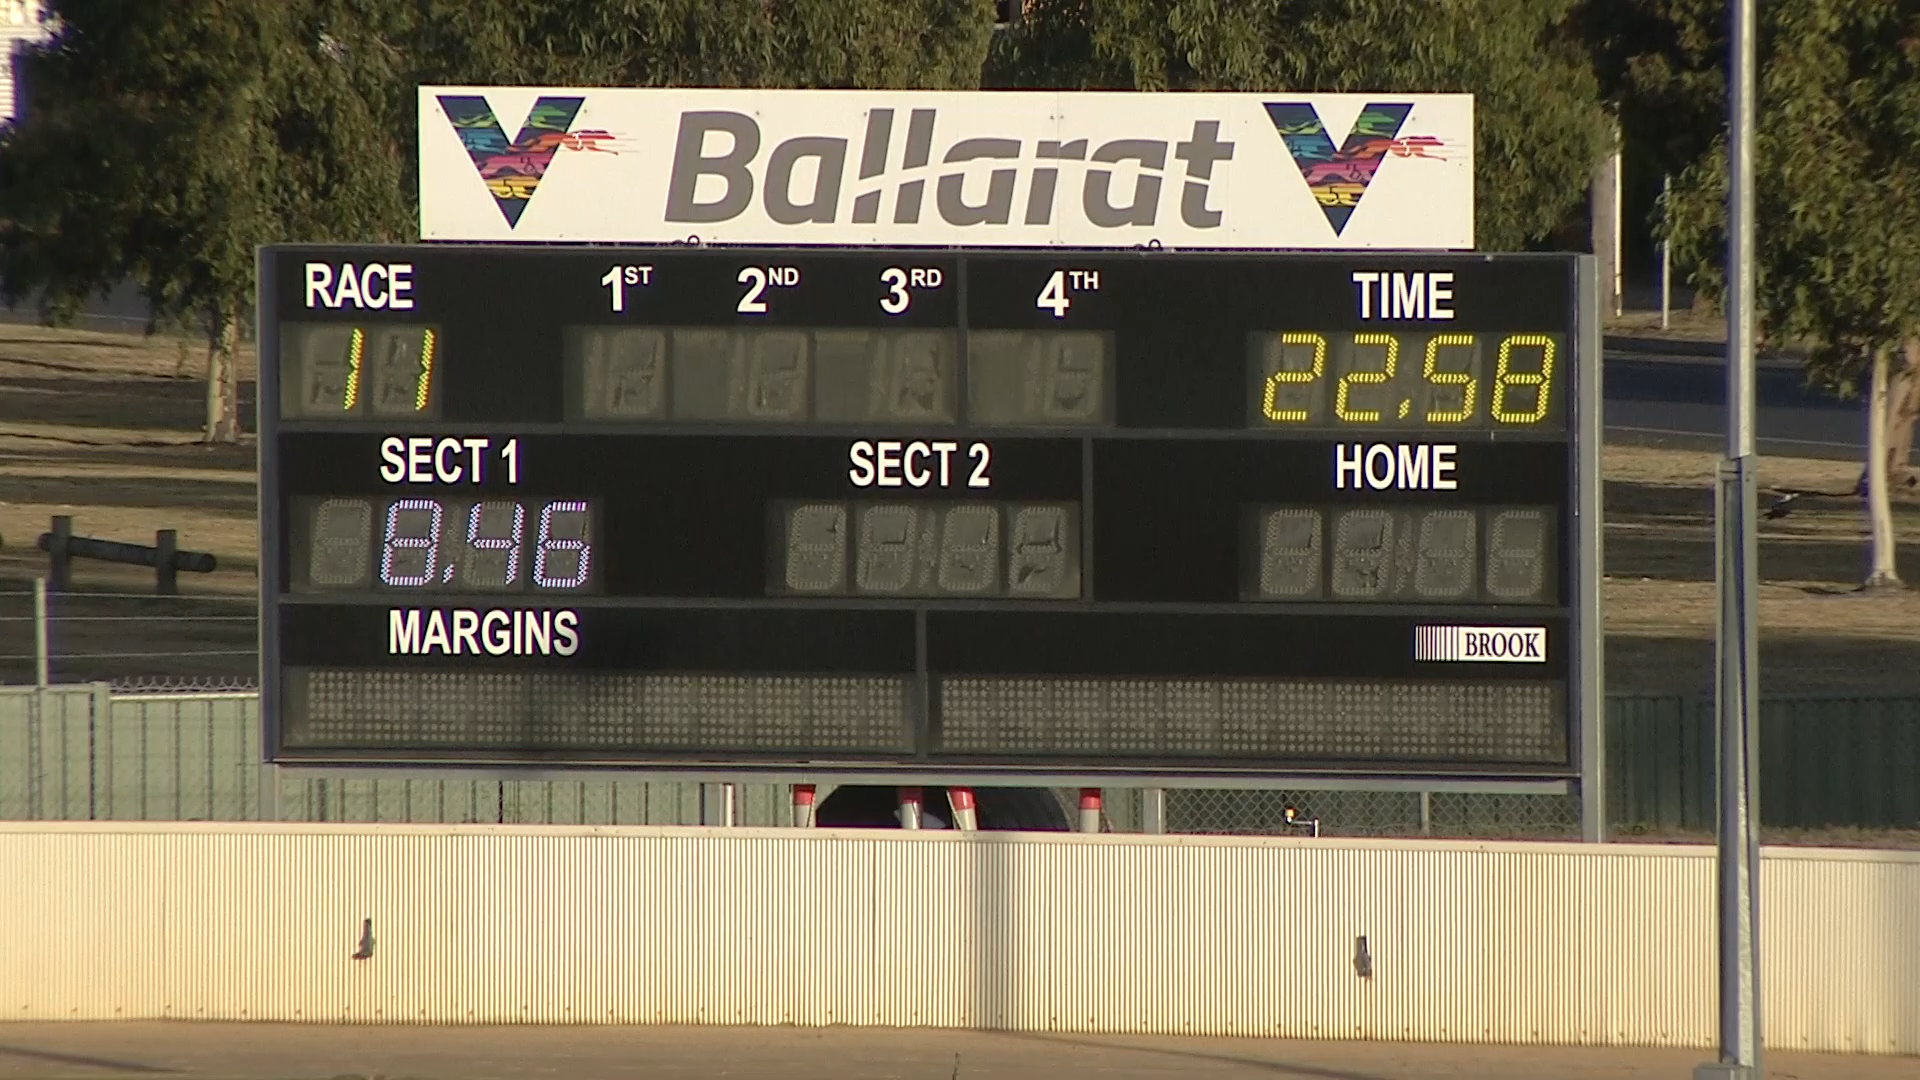 Ballarat
RACE 1ST 2ND 3RD 4TH TIME
11 22.58
SECT 1 SECT 2 HOME
8.46
MARGINS
BROOK